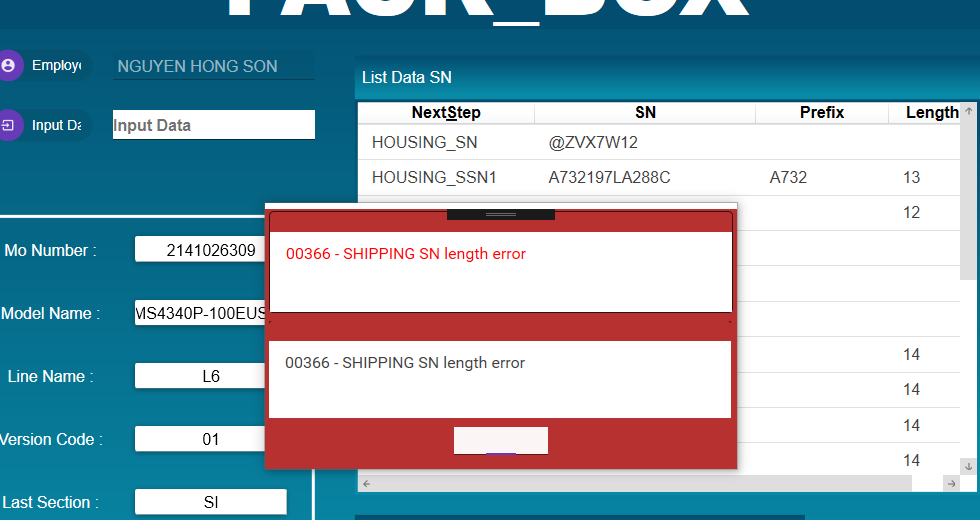 PACK_BOX
Employ
NGUYEN HONG SON
Input Da
Input Data
List Data SN
NextStep SN Prefix Length
HOUSING_SN @ZVX7W12
HOUSING_SSN1 A732197LA288C A732 13
12
14
14
14
14
00366 - SHIPPING SN length error
00366 - SHIPPING SN length error
Mo Number : 2141026309
Model Name : MS4340P-100EUS
Line Name : L6
Version Code : 01
Last Section : SI